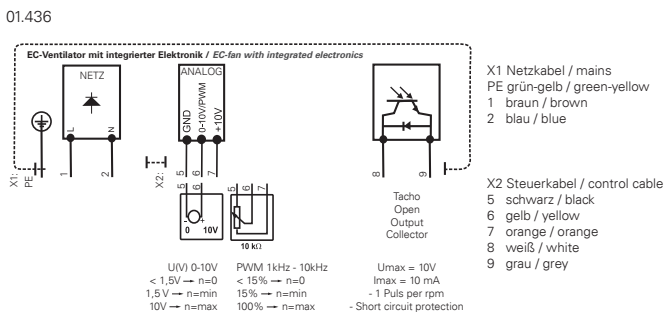 01.436
EC-Ventilator mit integrierter Elektronik / EC-fan with integrated electronics
NETZ
L
N
ANALOG
GND
0-10V/PWM
+10V
X1:
PE
1
2
X2:
5
6
7
8
9
5
6
- +
0 10V
5
6
7
10 kΩ
Tacho
Open
Output
Collector
U(V) 0-10V
< 1,5V → n=0
1,5 V → n=min
10V → n=max
PWM 1kHz - 10kHz
< 15% → n=0
15% → n=min
100% → n=max
Umax = 10V
Imax = 10 mA
- 1 Puls per rpm
- Short circuit protection
X1 Netzkabel / mains
PE grün-gelb / green-yellow
1 braun / brown
2 blau / blue
X2 Steuerkabel / control cable
5 schwarz / black
6 gelb / yellow
7 orange / orange
8 weiß / white
9 grau / grey